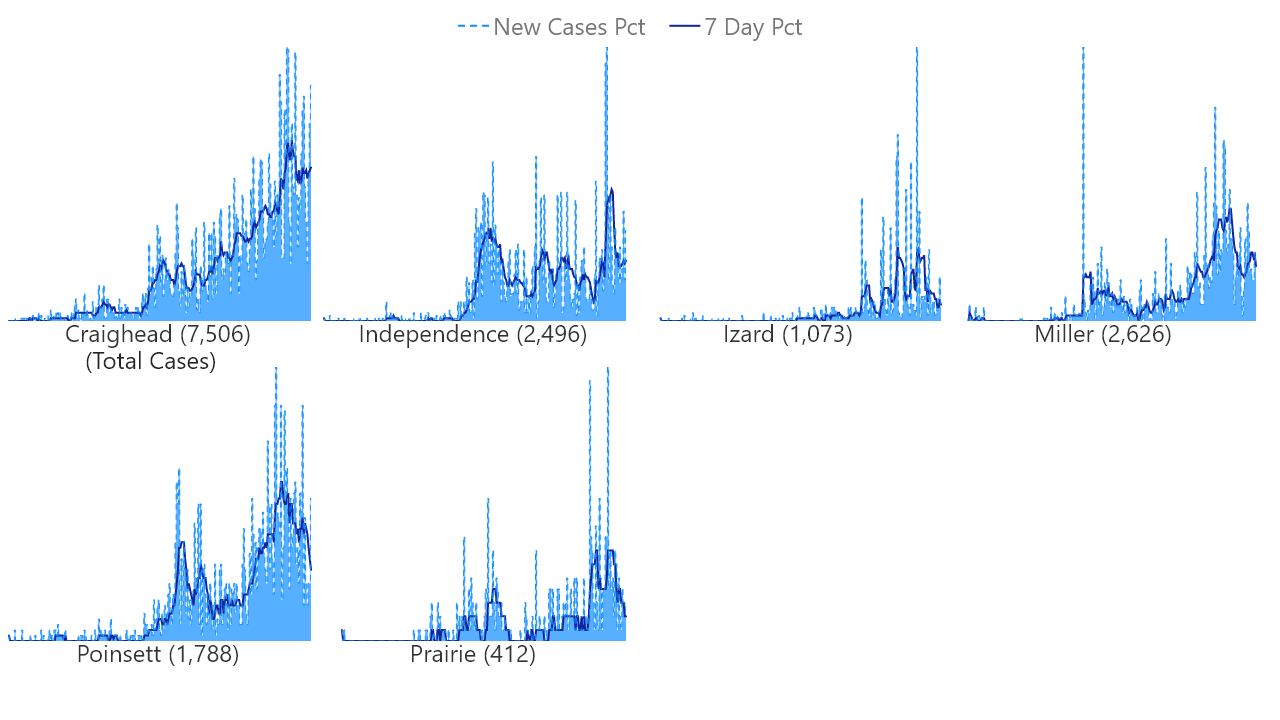 New Cases Pct 7 Day Pct
Craighead (7,506)
(Total Cases)
Independence (2,496)
Izard (1,073)
Miller (2,626)
Poinsett (1,788)
Prairie (412)